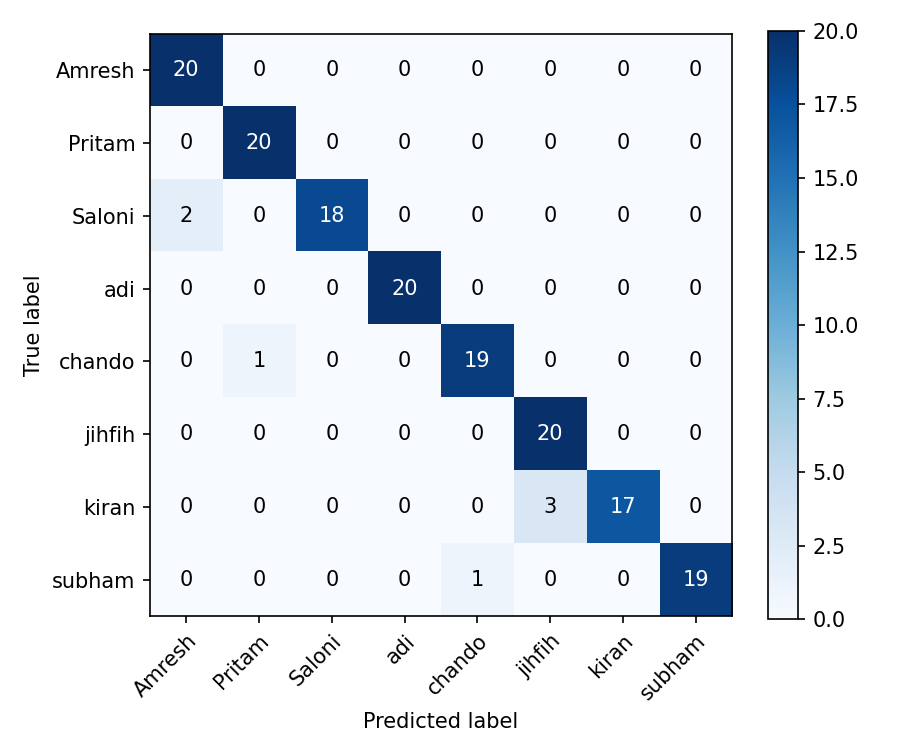 Amresh 20 0 0 0 0 0 0 0
Pritam 0 20 0 0 0 0 0 0
Saloni 2 0 18 0 0 0 0 0
adi 0 0 0 20 0 0 0 0
chando 0 1 0 0 19 0 0 0
jihfih 0 0 0 0 0 20 0 0
kiran 0 0 0 0 0 3 17 0
subham 0 0 0 0 1 0 0 19
True label
Amresh Pritam Saloni adi chando jihfih kiran subham
Predicted label
20.0
17.5
15.0
12.5
10.0
7.5
5.0
2.5
0.0